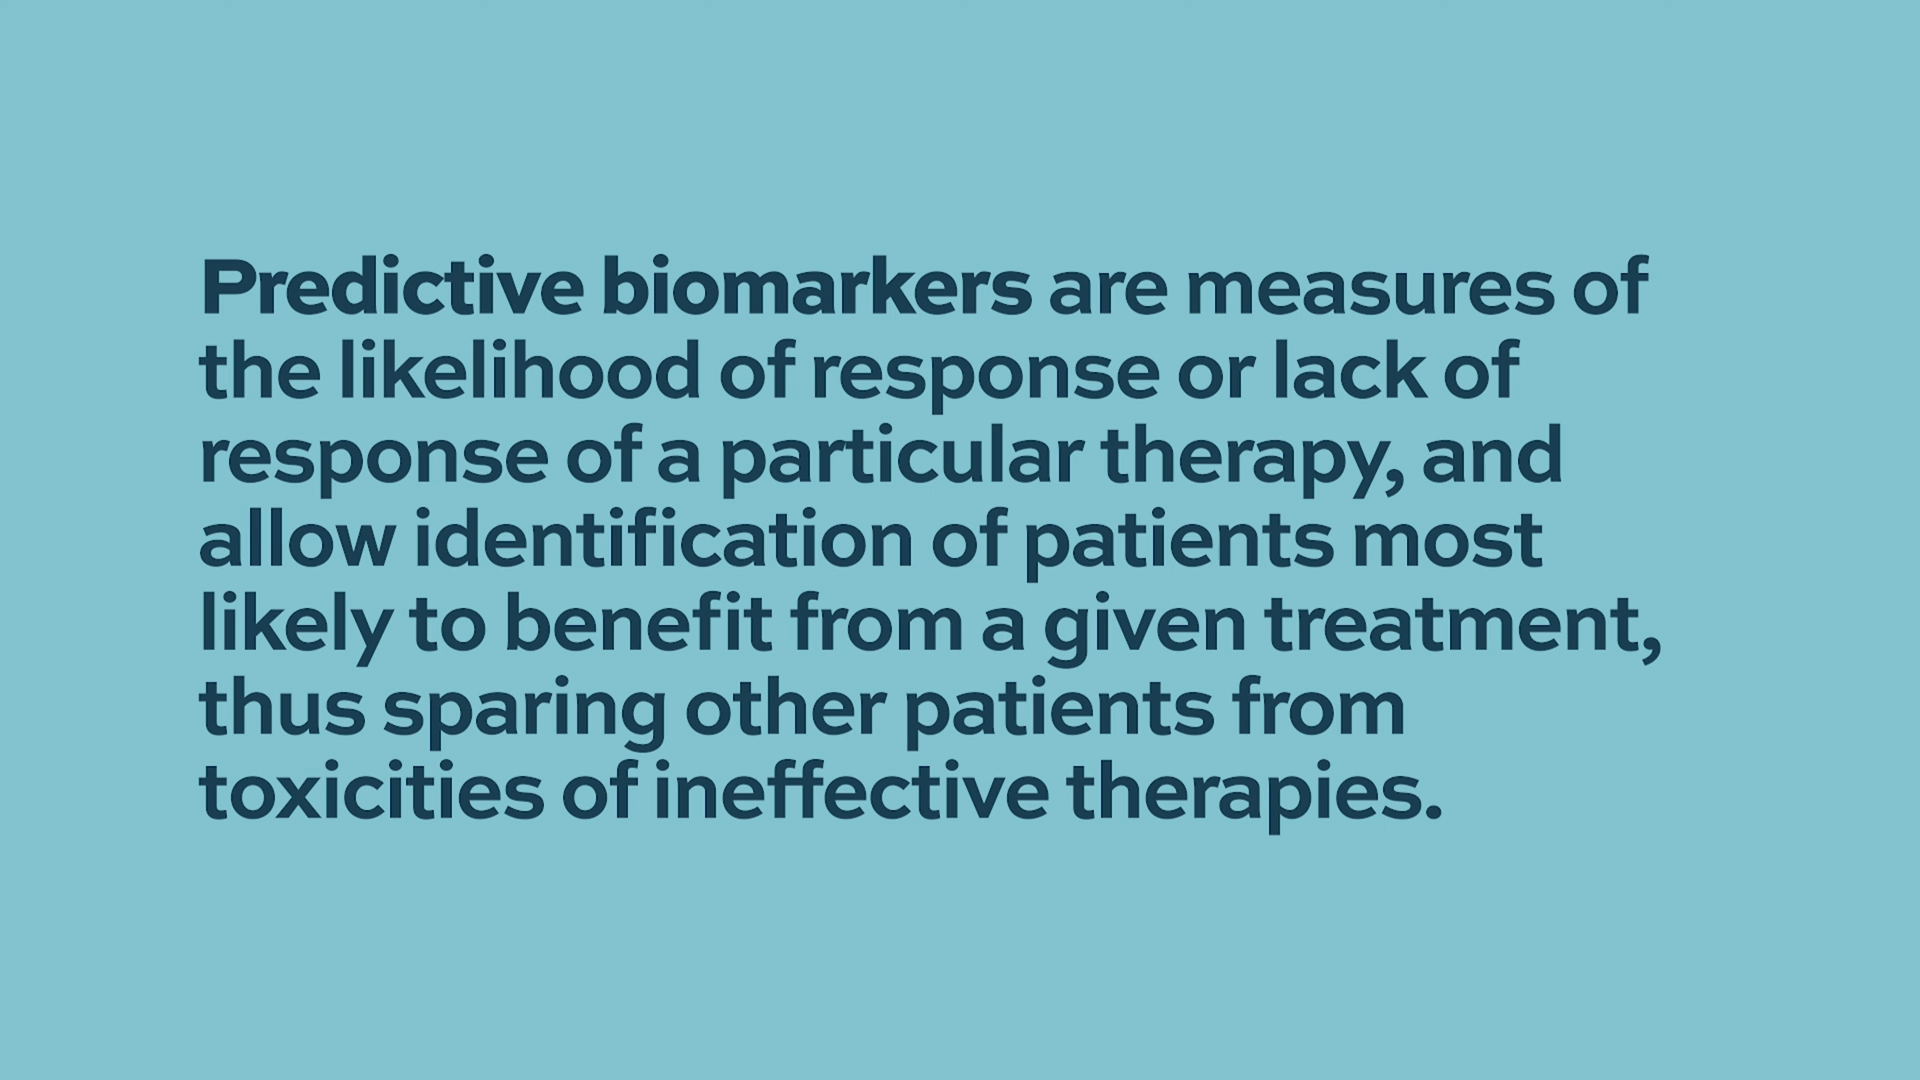 Predictive biomarkers are measures of
the likelihood of response or lack of
response of a particular therapy, and
allow identification of patients most
likely to benefit from a given treatment,
thus sparing other patients from
toxicities of ineffective therapies.